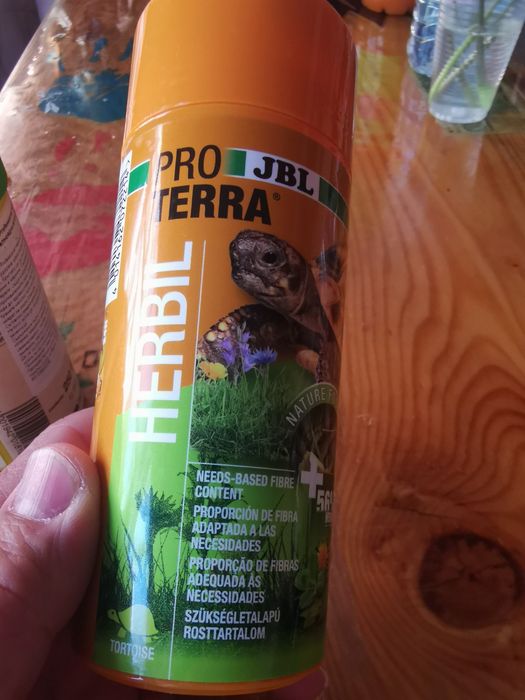 PRO JBL
TERRA®
HERBIL
NEEDS-BASED FIBRE
CONTENT
PROPORCIÓN DE FIBRA
ADAPTADA A LAS
NECESIDADES
PROPORÇÃO DE FIBRAS
ADEQUADA ÀS
NECESSIDADES
SZÜKSÉGLETALAPÚ
ROSTTARTALOM
TORTOISE
NATURE